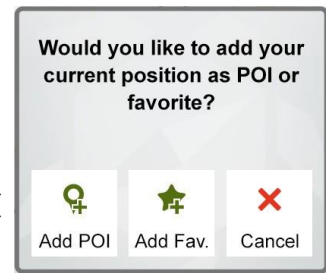 Would you like to add your
current position as POI or
favorite?
Add POI
Add Fav.
Cancel